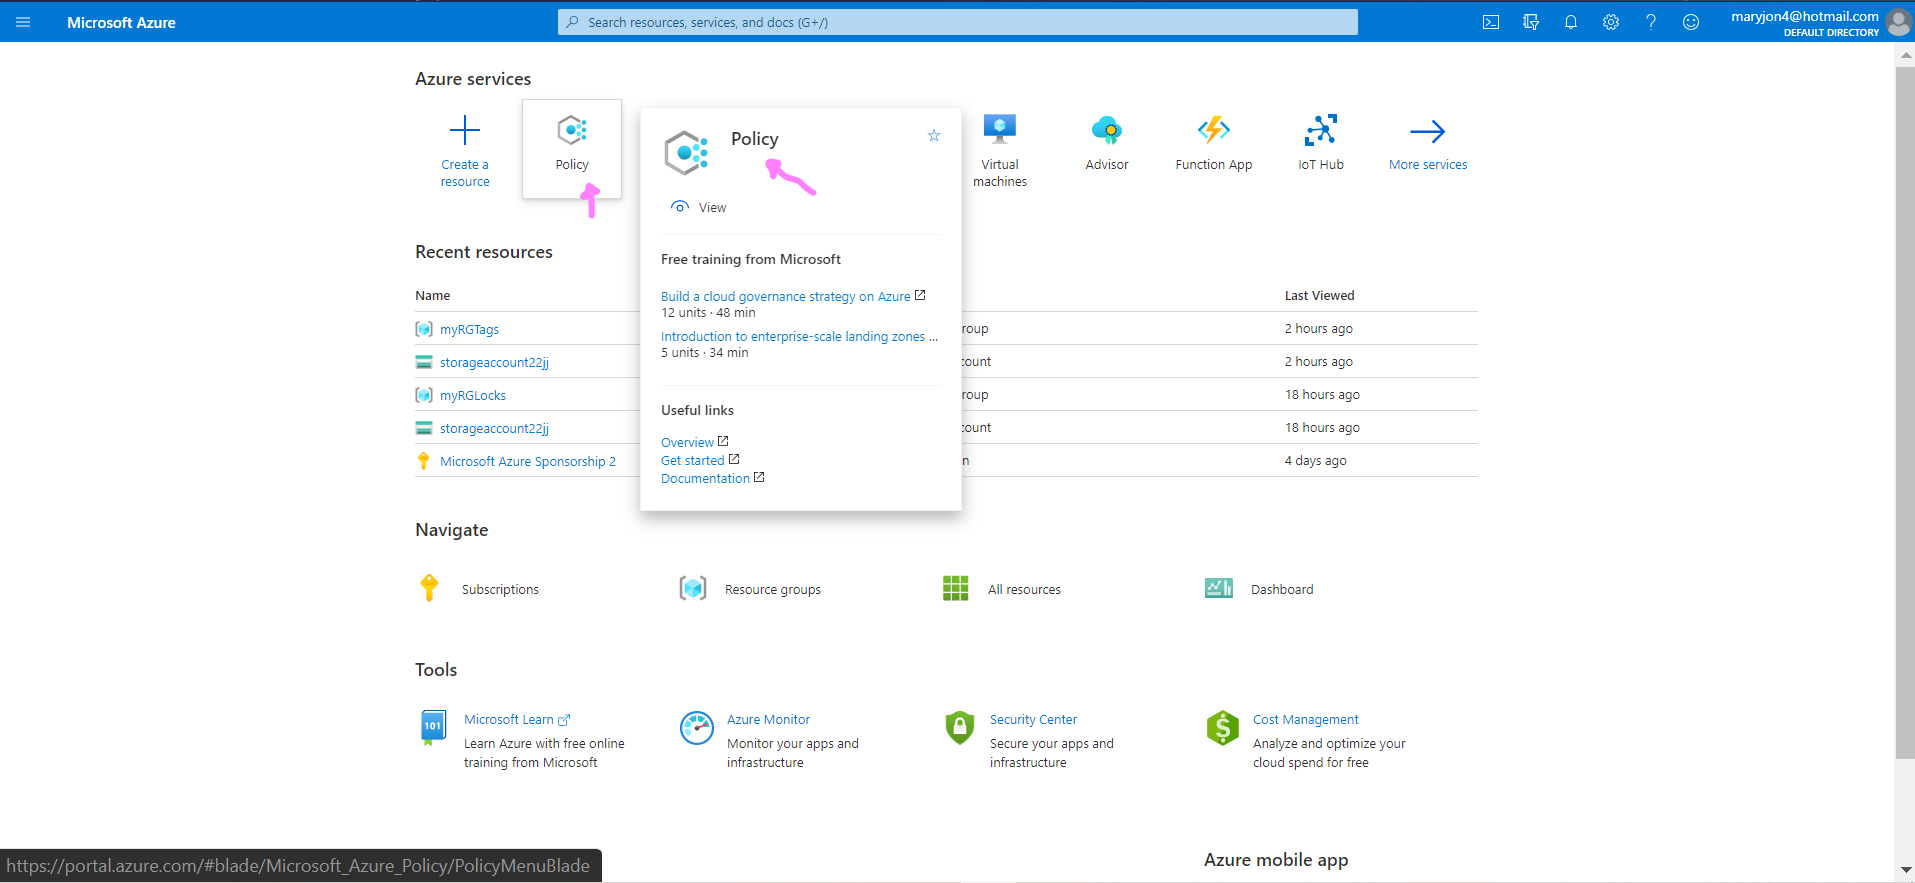 Microsoft Azure
Search resources, services, and docs (G+/)
maryjon4@hotmail.com
DEFAULT DIRECTORY
Azure services
Create a
resource
Policy
Policy
View
Free training from Microsoft
Build a cloud governance strategy on Azure
12 units · 48 min
Introduction to enterprise-scale landing zones ...
5 units · 34 min
Useful links
Overview
Get started
Documentation
Virtual
machines
Advisor
Function App
IoT Hub
More services
Recent resources
Name
Last Viewed
myRGTags
roup
2 hours ago
storageaccount22jj
count
2 hours ago
myRGLocks
roup
18 hours ago
storageaccount22jj
count
18 hours ago
Microsoft Azure Sponsorship 2
n
4 days ago
Navigate
Subscriptions
Resource groups
All resources
Dashboard
Tools
101
Microsoft Learn
Learn Azure with free online
training from Microsoft
Azure Monitor
Monitor your apps and
infrastructure
Security Center
Secure your apps and
infrastructure
$
Cost Management
Analyze and optimize your
cloud spend for free
Azure mobile app
https://portal.azure.com/#blade/Microsoft_Azure_Policy/PolicyMenuBlade